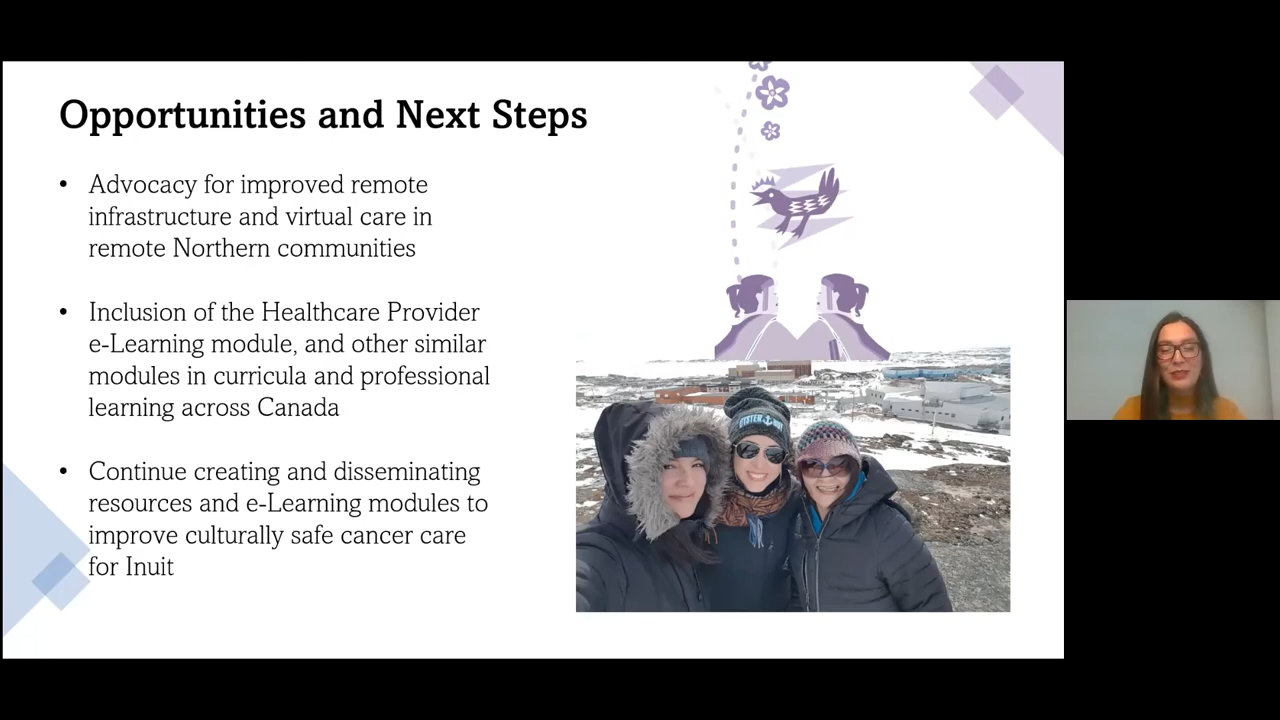 Opportunities and Next Steps
• Advocacy for improved remote
infrastructure and virtual care in
remote Northern communities
• Inclusion of the Healthcare Provider
e-Learning module, and other similar
modules in curricula and professional
learning across Canada
• Continue creating and disseminating
resources and e-Learning modules to
improve culturally safe cancer care
for Inuit